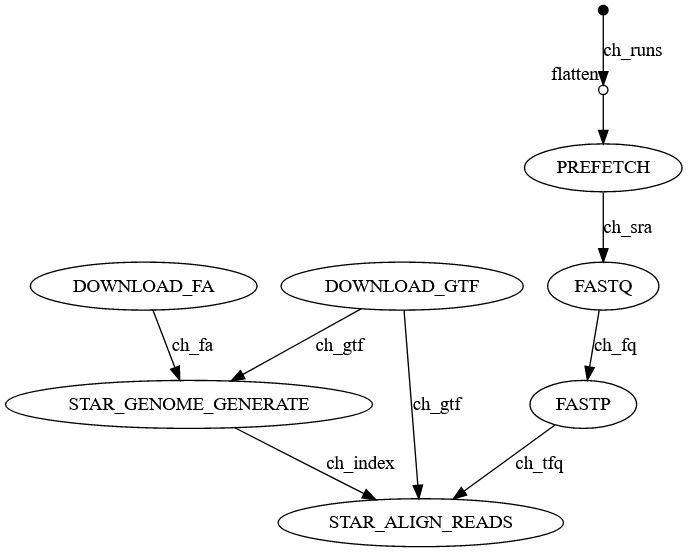 ch_runs
flatten
PREFETCH
ch_sra
DOWNLOAD_FA
DOWNLOAD_GTF
FASTQ
ch_fa
ch_gtf
ch_fq
STAR_GENOME_GENERATE
ch_gtf
FASTP
ch_index
ch_tfq
STAR_ALIGN_READS